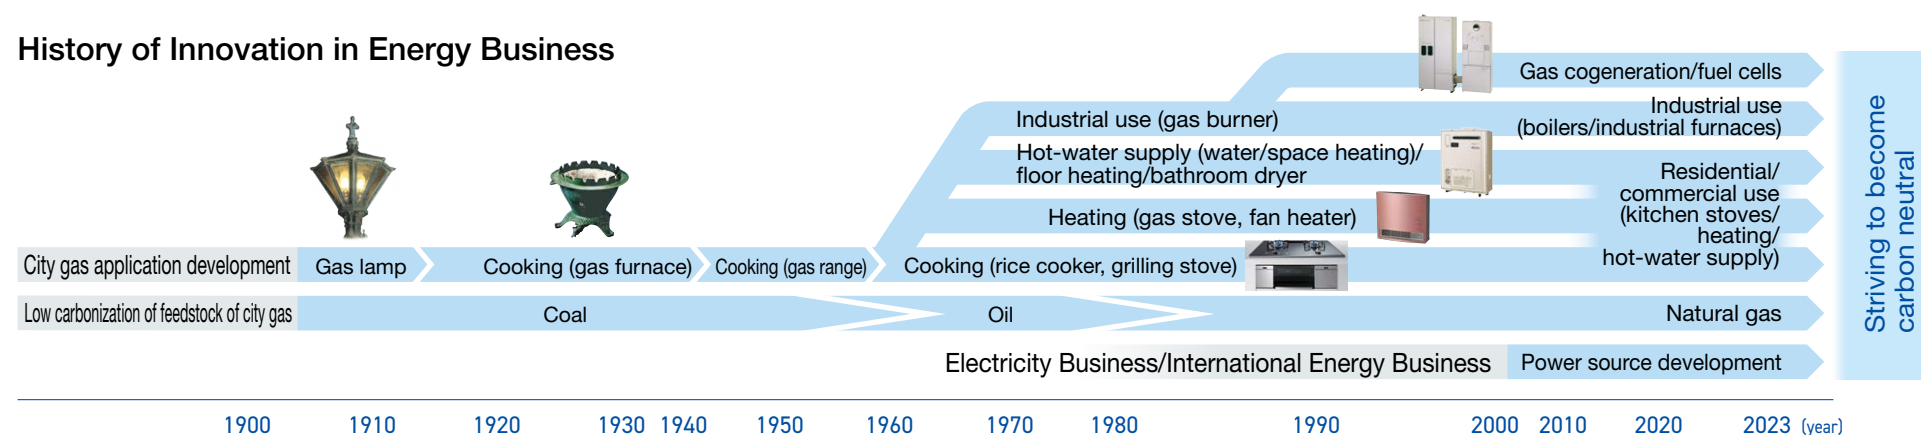 History of Innovation in Energy Business
Gas cogeneration/fuel cells
Industrial use (gas burner)
Industrial use
(boilers/industrial furnaces)
Hot-water supply (water/space heating)/
floor heating/bathroom dryer
Heating (gas stove, fan heater)
Residential/
commercial use
(kitchen stoves/
heating/
hot-water supply)
City gas application development
Gas lamp
Cooking (gas furnace)
Cooking (gas range)
Cooking (rice cooker, grilling stove)
Low carbonization of feedstock of city gas
Coal
Oil
Natural gas
Electricity Business/International Energy Business
Power source development
Striving to become
carbon neutral
1900 1910 1920 1930 1940 1950 1960 1970 1980 1990 2000 2010 2020 2023 (year)